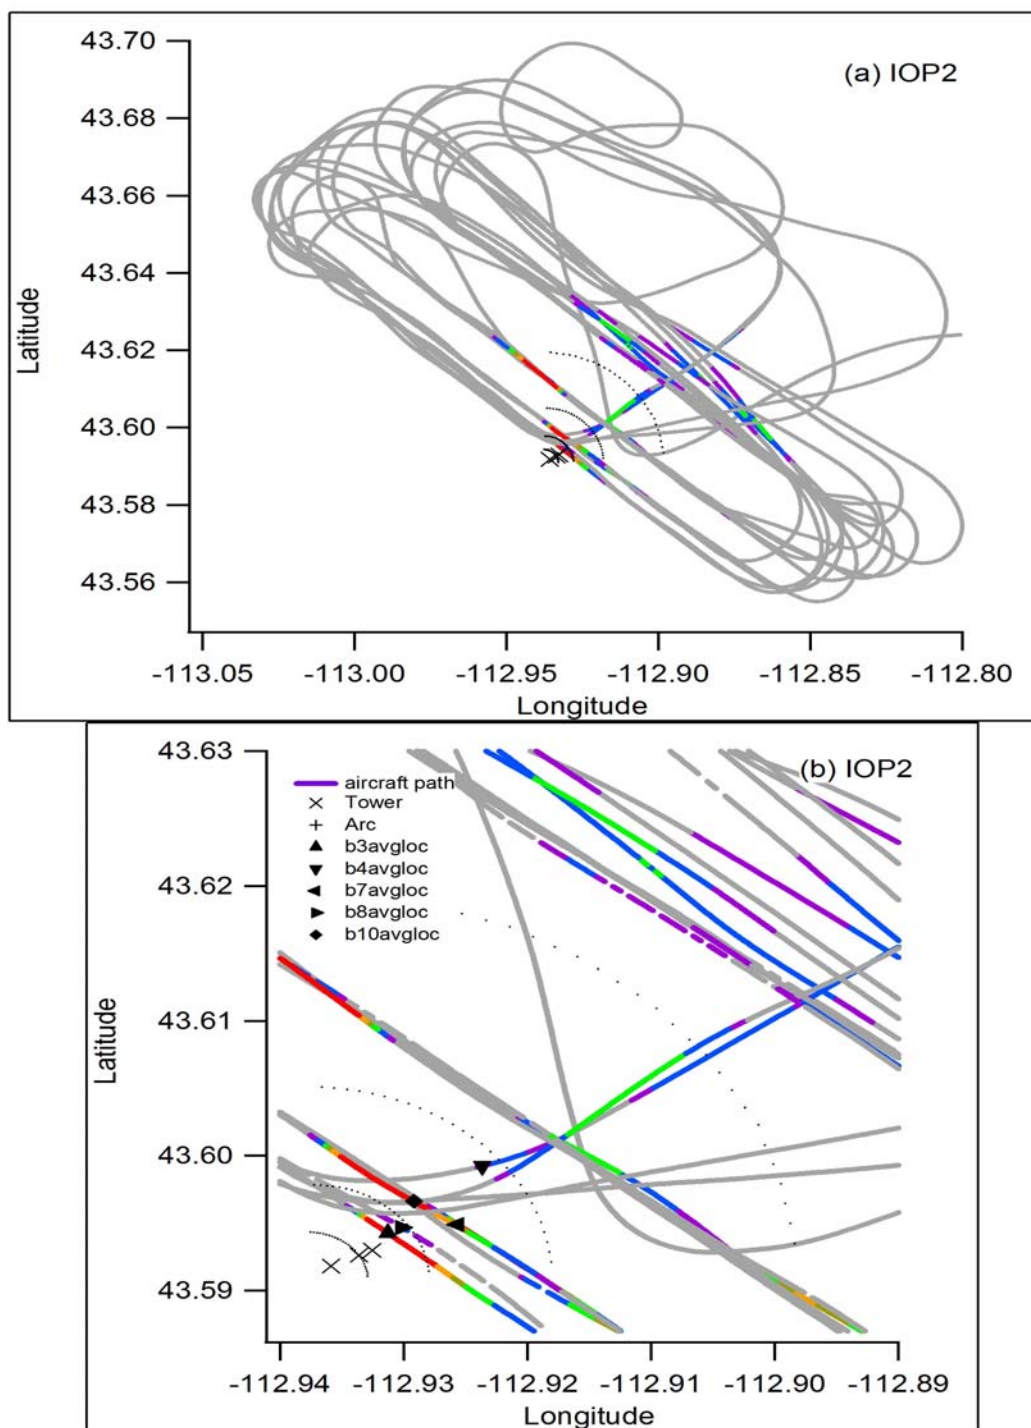 43.70
(a) IOP2
43.68
43.66
43.64
43.62
43.60
43.58
43.56
Latitude
-113.05 -113.00 -112.95 -112.90 -112.85 -112.80
Longitude
43.63
(b) IOP2
aircraft path
Tower
Arc
b3avgloc
b4avgloc
b7avgloc
b8avgloc
b10avgloc
43.62
43.61
43.60
43.59
Latitude
-112.94 -112.93 -112.92 -112.91 -112.90 -112.89
Longitude